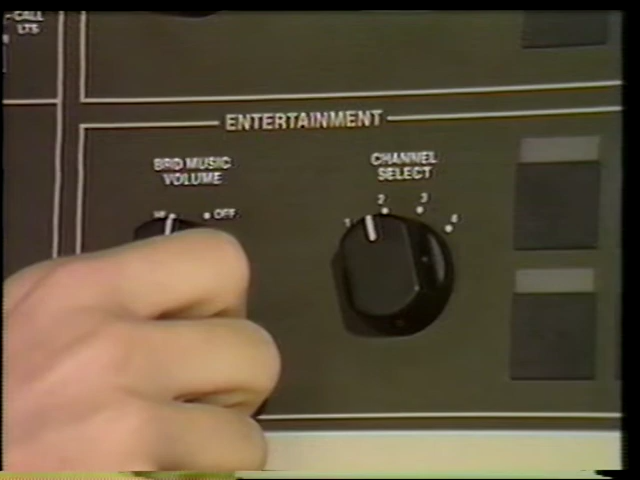 -CALL
LTS
ENTERTAINMENT
BRD MUSIC
VOLUME
OFF
CHANNEL
SELECT
1 2 3 4